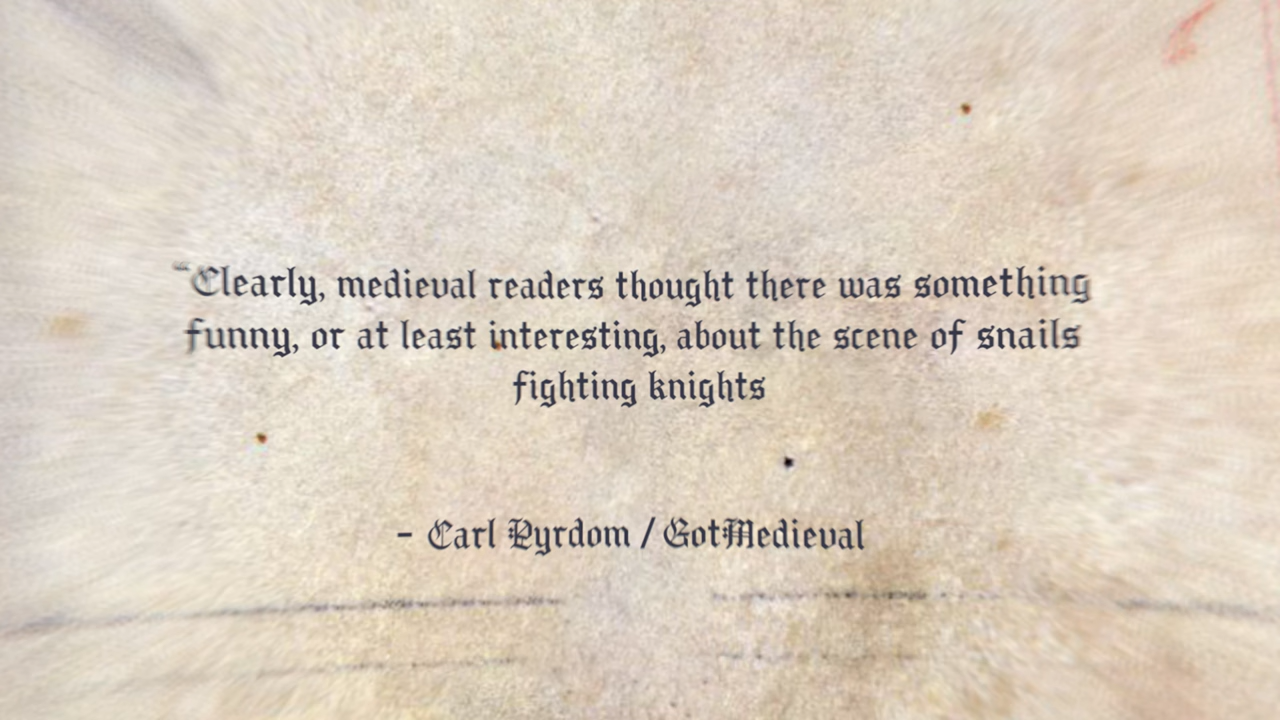 "Clearly, medieval readers thought there was something
funny, or at least interesting, about the scene of snails
fighting knights
- Carl Pyrdom / GotMedieval